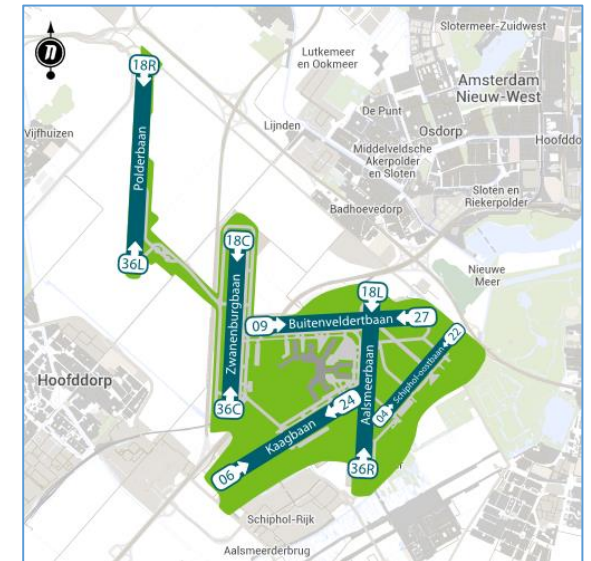 Slotermeer-Zuidwest
18R
Lutkemeer
en Ookmeer
Amsterdam
Nieuw-West
De Punt
Vijfhuizen
Lijnden
Osdorp
Hoofddo
Polderbaan
Middelveldsche
Akerpolder
en Sloten
Sloten en
Riekerpolder
Badhoevedorp
18C
36L
Nieuwe
Meer
18L
09
Buitenveldertbaan
27
22
Zwanenburgbaan
Schiphol-oostbaan
Aalsmeerbaan
Hoofddorp
24
04
36C
Kaagbaan
06
36R
Schiphol-Rijk
Aalsmeerderbrug